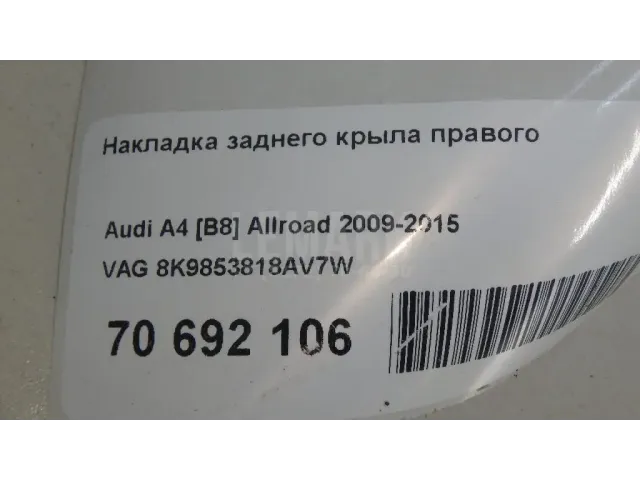 Накладка заднего крыла правого
Audi A4 [B8] Allroad 2009-2015
VAG 8K9853818AV7W
70 692 106